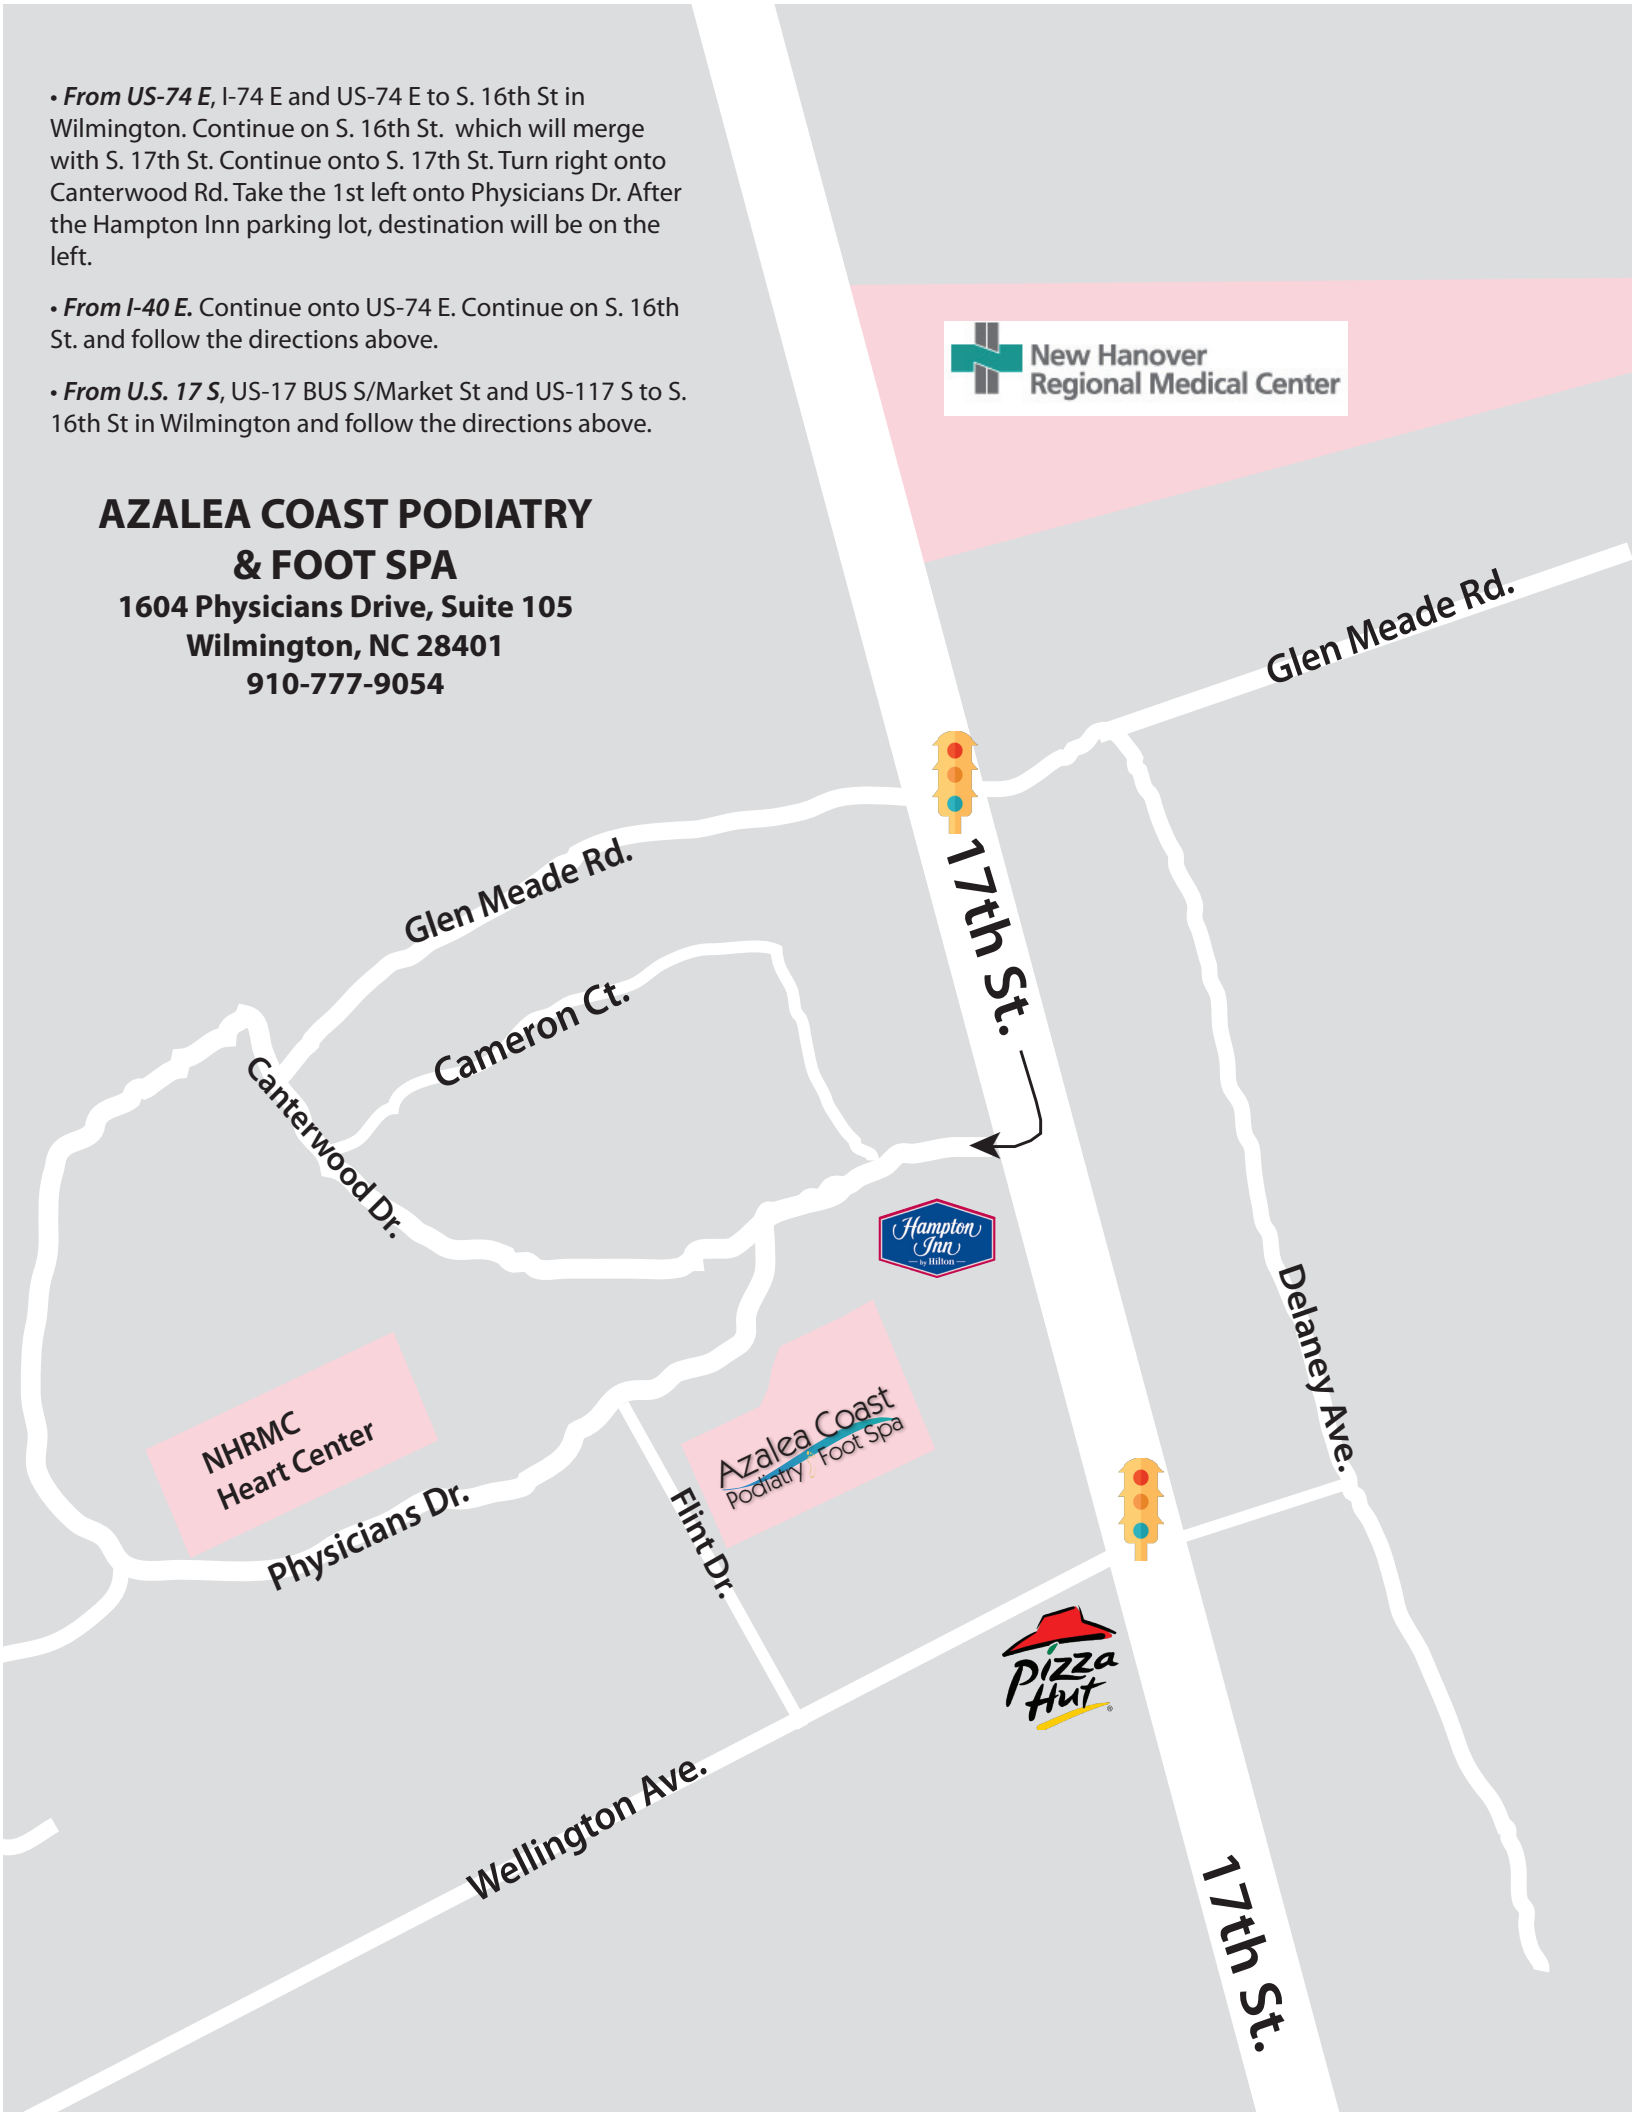 • From US-74 E, I-74 E and US-74 E to S. 16th St in
Wilmington. Continue on S. 16th St. which will merge
with S. 17th St. Continue onto S. 17th St. Turn right onto
Canterwood Rd. Take the 1st left onto Physicians Dr. After
the Hampton Inn parking lot, destination will be on the
left.
• From I-40 E. Continue onto US-74 E. Continue on S. 16th
St. and follow the directions above.
• From U.S. 17 S, US-17 BUS S/Market St and US-117 S to S.
16th St in Wilmington and follow the directions above.
AZALEA COAST PODIATRY
& FOOT SPA
1604 Physicians Drive, Suite 105
Wilmington, NC 28401
910-777-9054
New Hanover
Regional Medical Center
Glen Meade Rd.
Glen Meade Rd.
17th St.
Cameron Ct.
Canterwood Dr.
Hampton
Inn
by Hilton
Delaney Ave.
NHRMC
Heart Center
Azalea Coast
Podiatry & Foot Spa
Physicians Dr.
Flint Dr.
Pizza
Hut
®
Wellington Ave.
17th St.